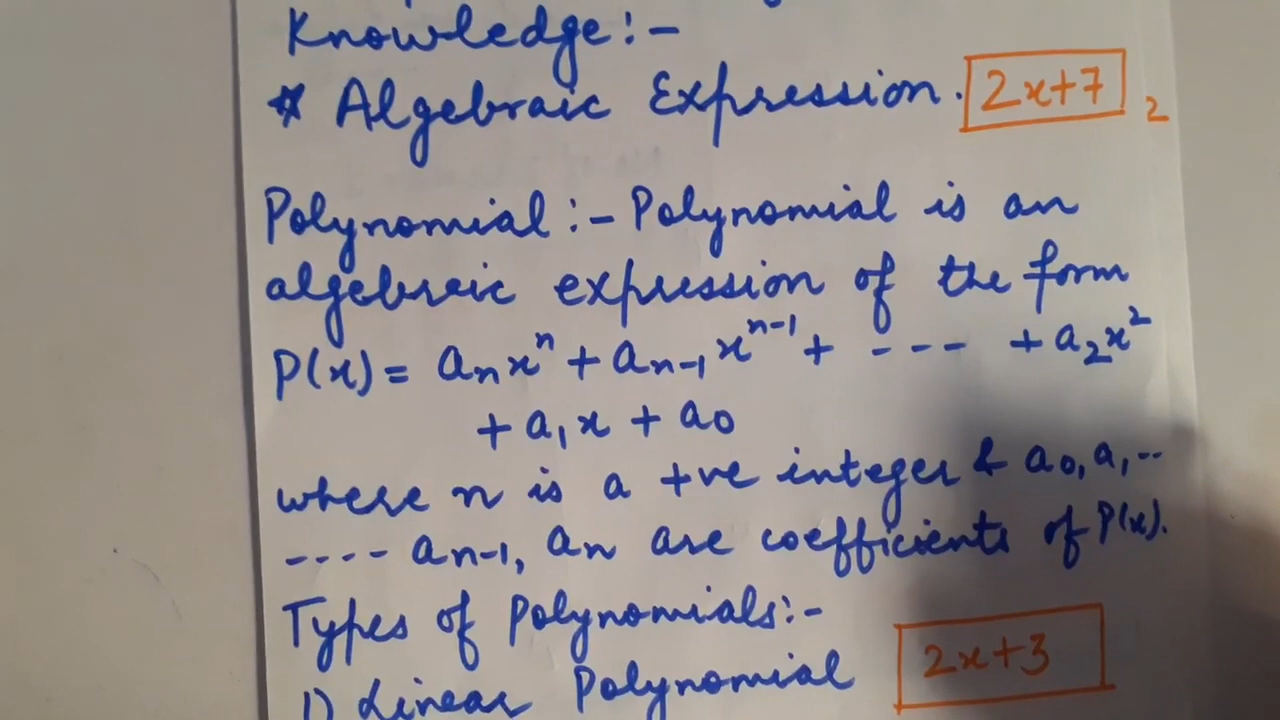 Knowledge:-
* Algebraic Expression. 2x+7 2
Polynomial:- Polynomial is an
algebraic expression of the form
P(x) = aₙxⁿ + aₙ₋₁xⁿ⁻¹ + ---- + a₂x²
+ a₁x + a₀
where n is a +ve integer & a₀, a₁--
---- aₙ₋₁, aₙ are coefficients of P(x).
Types of Polynomials:-
1) Linear Polynomial 2x+3